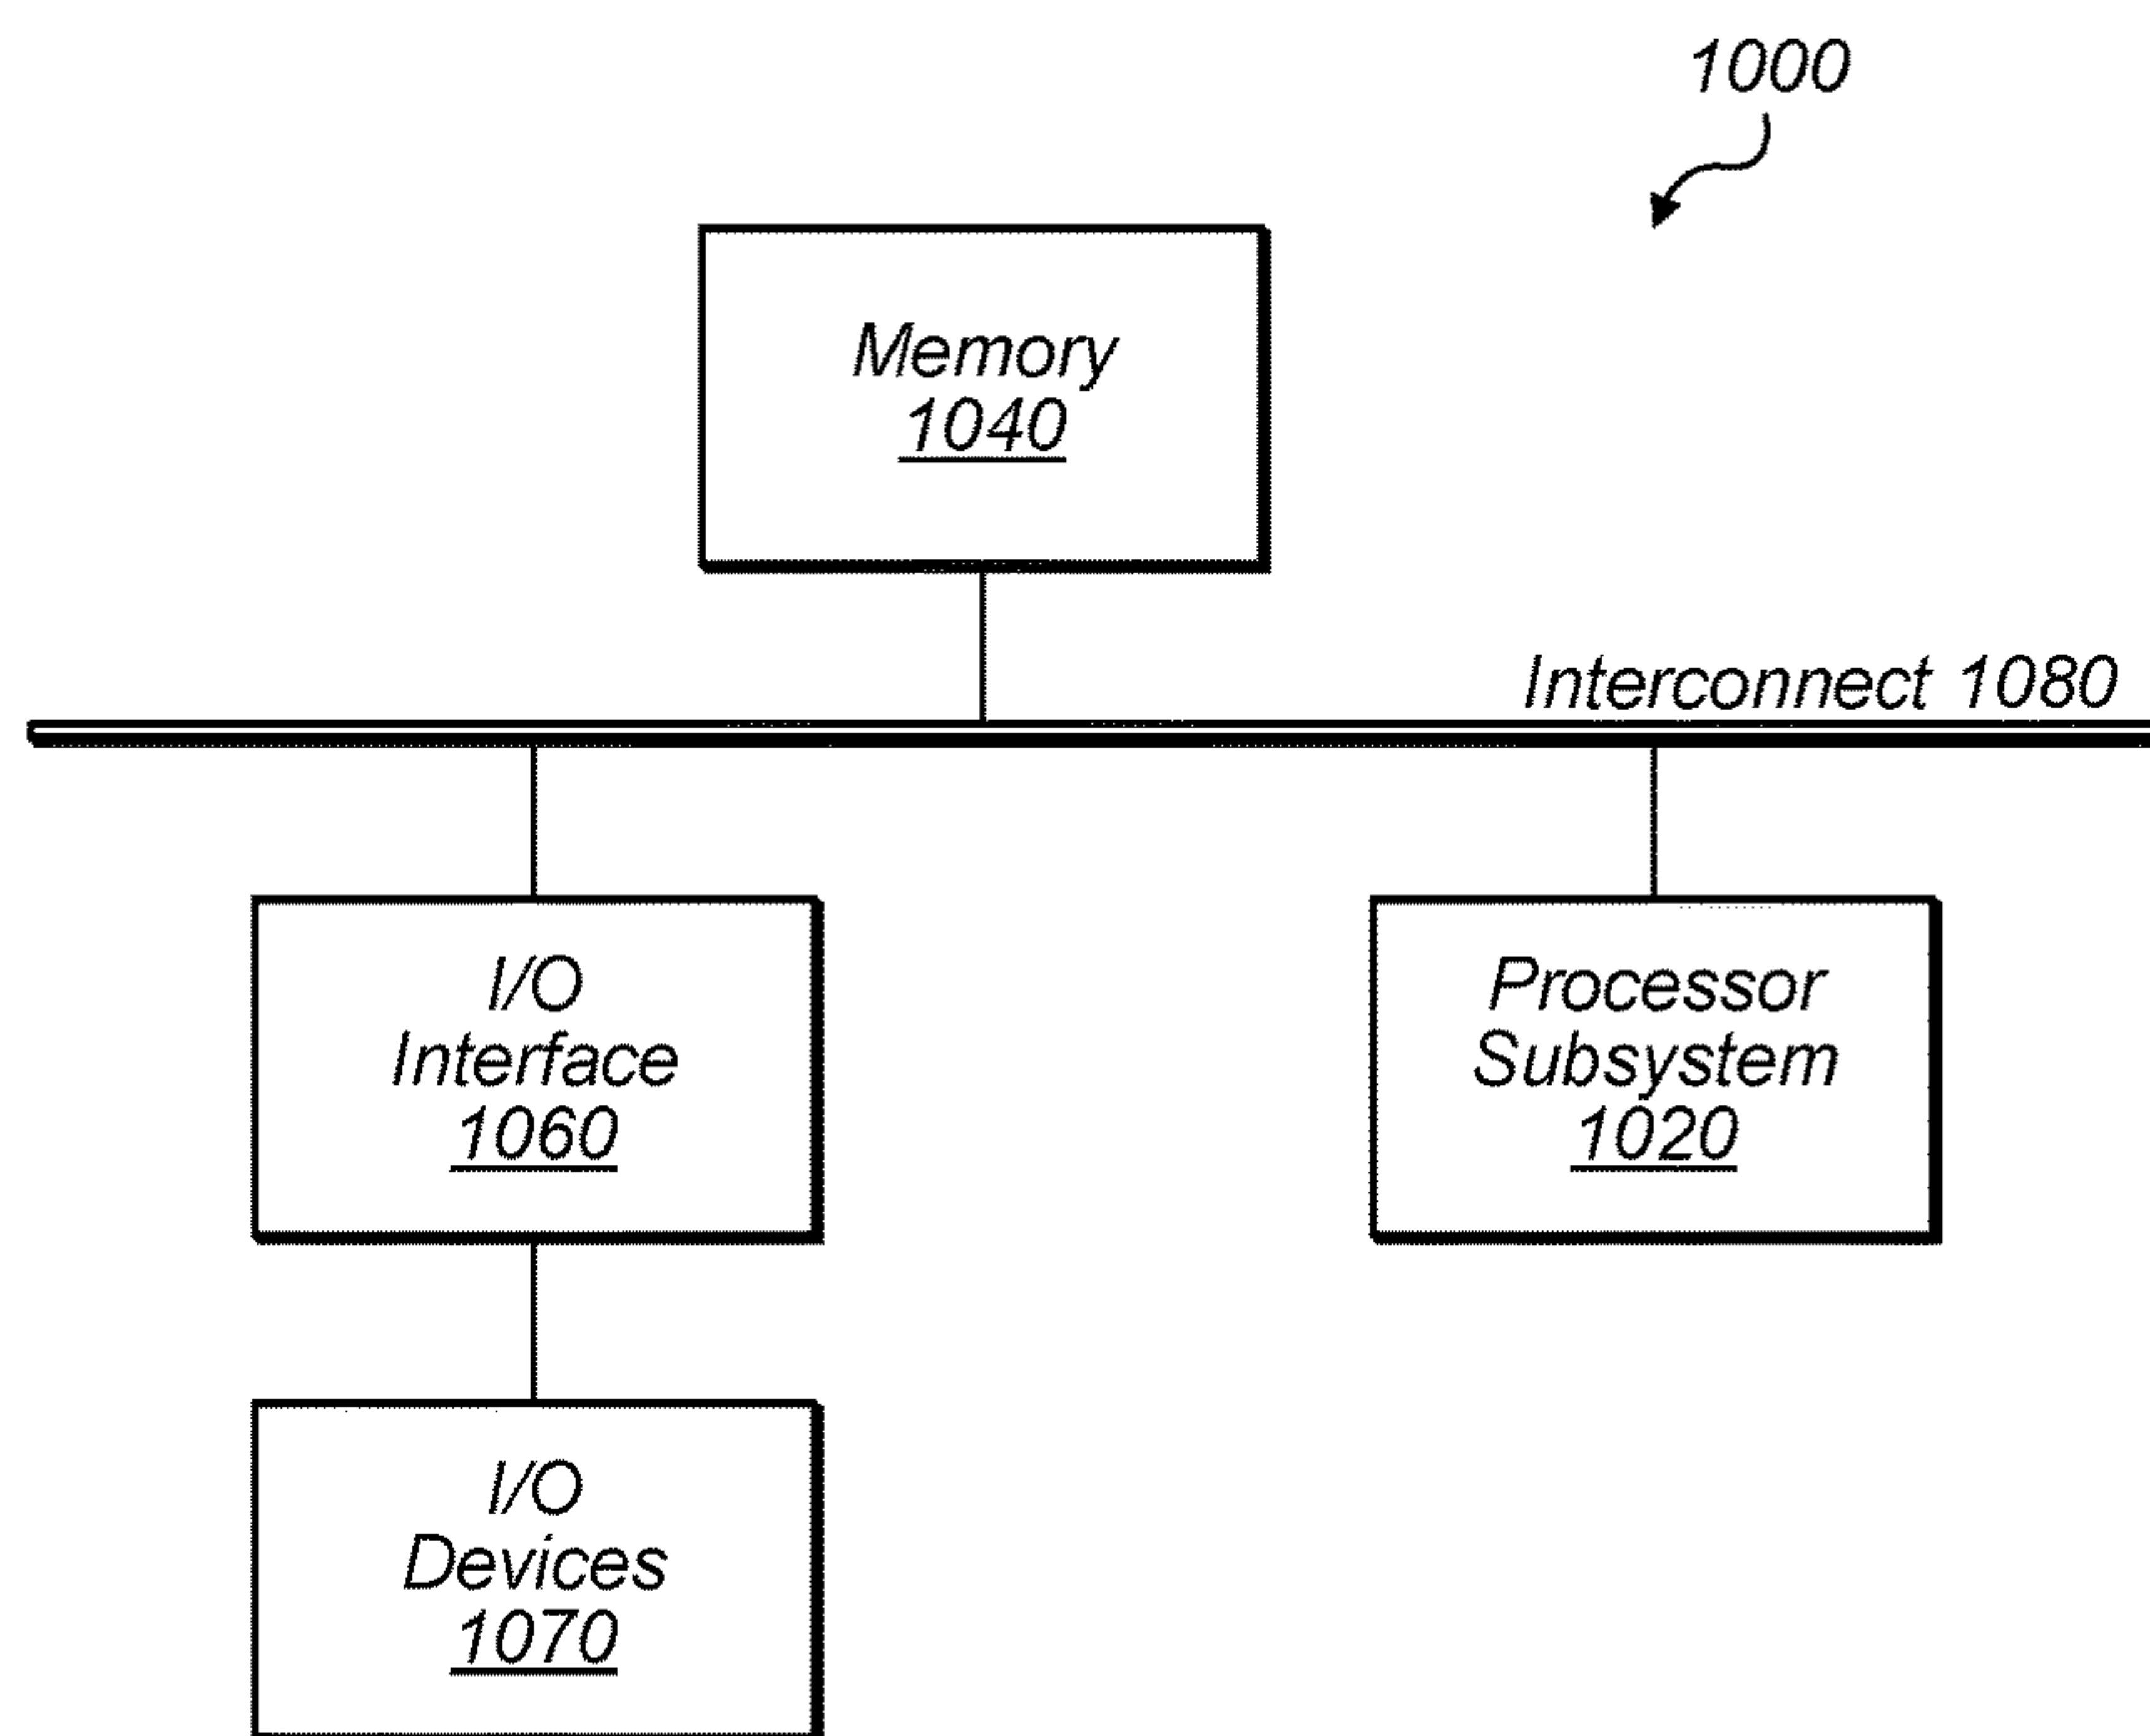 1000
Memory
1040
Interconnect 1080
I/O
Interface
1060
Processor
Subsystem
1020
I/O
Devices
1070